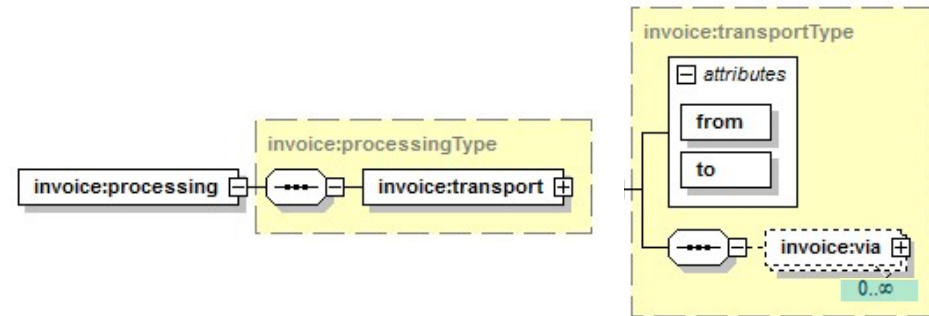 invoice:processingType
invoice:processing
invoice:transport
invoice:transportType
attributes
from
to
invoice:via
0..∞